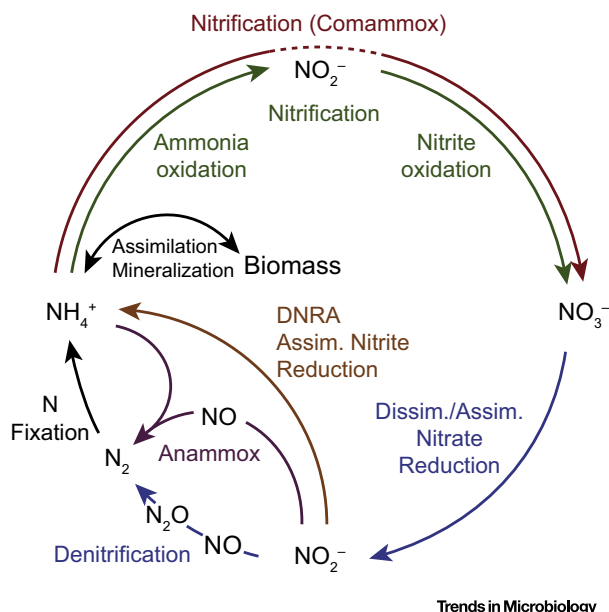 Nitrification (Comammox)
NO₂⁻
Nitrification
Ammonia
oxidation
Nitrite
oxidation
Assimilation
Mineralization
Biomass
NH₄⁺
NO₃⁻
DNRA
Assim. Nitrite
Reduction
Dissim./Assim.
Nitrate
Reduction
N
Fixation
NO
Anammox
N₂
N₂O
NO
Denitrification
NO₂⁻
Trends in Microbiology